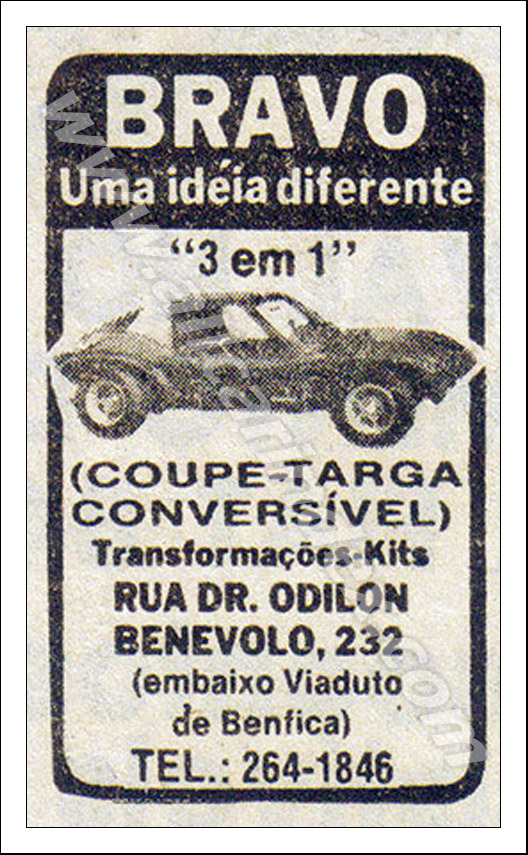 BRAVO
Uma idéia diferente
“3 em 1”
(COUPE-TARGA
CONVERSÍVEL)
Transformações-Kits
RUA DR. ODILON
BENEVOLO, 232
(embaixo Viaduto
de Benfica)
TEL.: 264-1846